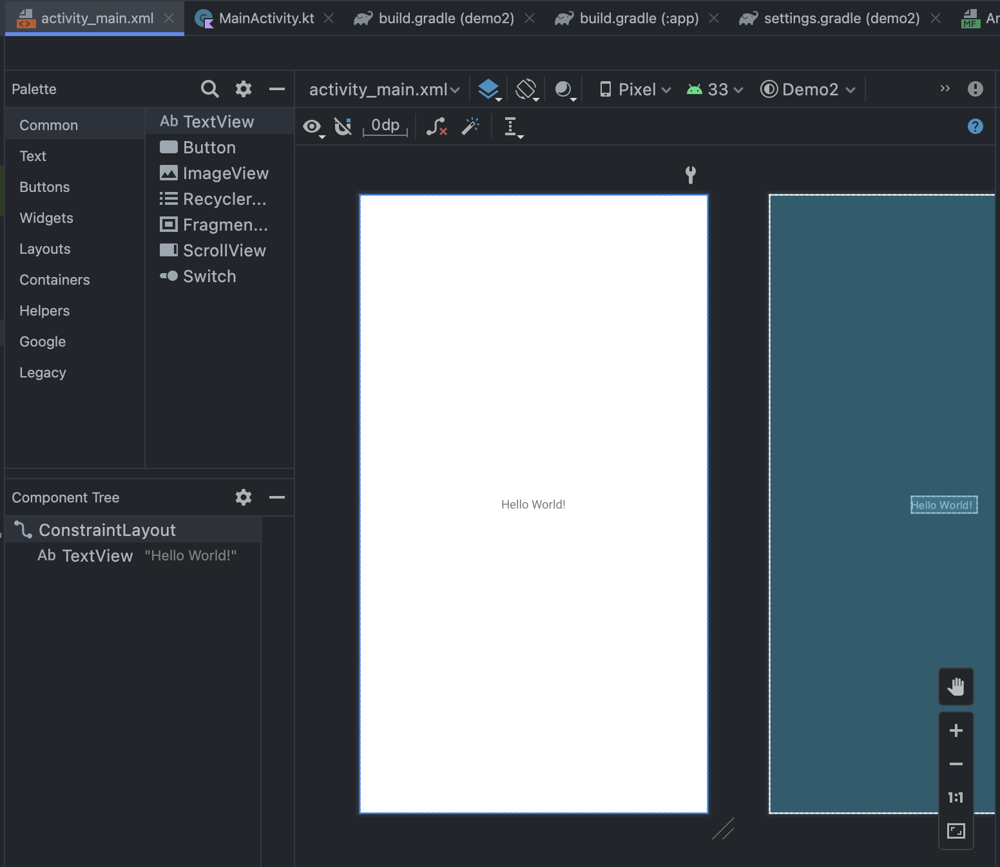 activity_main.xml MainActivity.kt build.gradle (demo2) build.gradle (:app) settings.gradle (demo2) MF
Palette
activity_main.xml Pixel 33 Demo2
0dp
?
Common
Text
Buttons
Widgets
Layouts
Containers
Helpers
Google
Legacy
Ab TextView
Button
ImageView
Recycler...
Fragmen...
ScrollView
Switch
Hello World!
Hello World!
Component Tree
ConstraintLayout
Ab TextView "Hello World!"
1:1